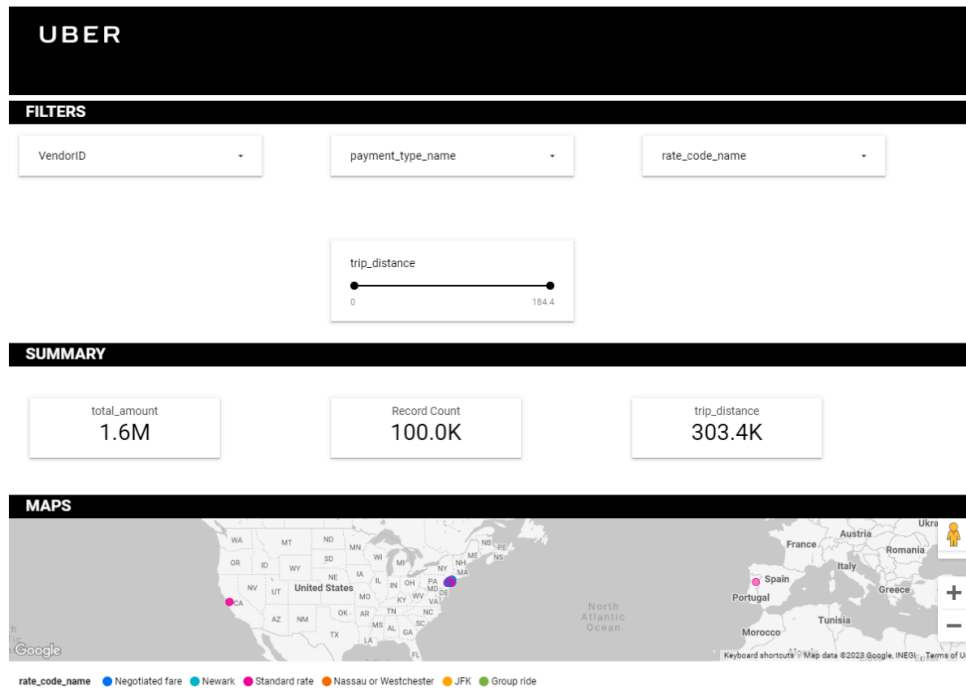 UBER
FILTERS
VendorID
payment_type_name
rate_code_name
trip_distance
0 184.4
SUMMARY
total_amount
1.6M
Record Count
100.0K
trip_distance
303.4K
MAPS
WA
MT
ND
MN
OR
ID
WY
SD
WI
MI
NY
NH
ME
NB
PE
NS
MA
NV
UT
NE
IA
IL
IN
OH
PA
MD
DE
United States
CA
MO
KY
WV
VA
AZ
NM
OK
AR
TN
NC
SC
MS
AL
GA
TX
LA
FL
North
Atlantic
Ocean
Ukra
Austria
France
Romania
Italy
Spain
Portugal
Greece
Tunisia
Morocco
Google
Keyboard shortcuts Map data ©2023 Google, INEGI Terms of U
rate_code_name Negotiated fare Newark Standard rate Nassau or Westchester JFK Group ride